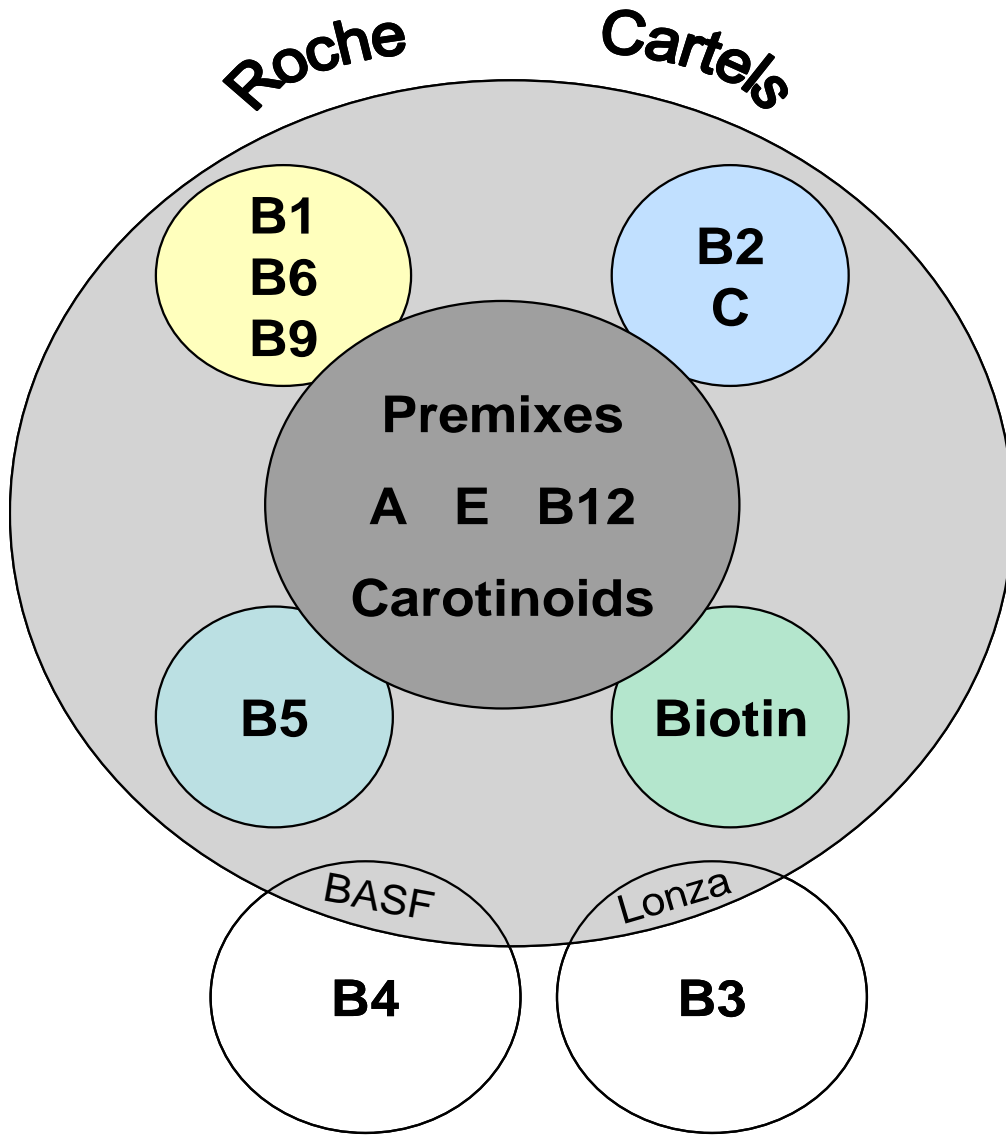 Roche Cartels
B1
B6
B9
B2
C
Premixes
A E B12
Carotinoids
B5
Biotin
BASF
Lonza
B4
B3